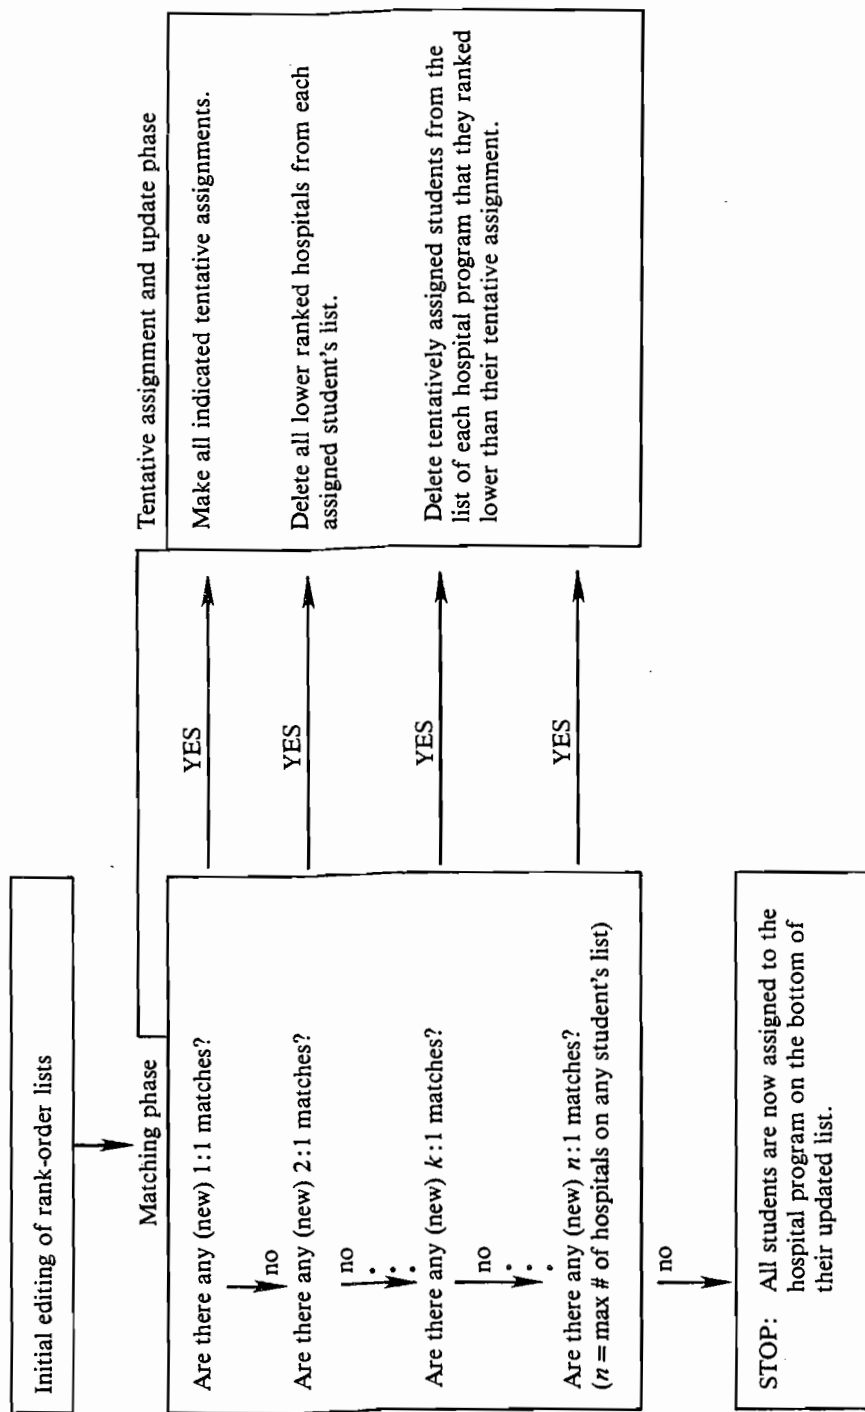 Initial editing of rank-order lists
Matching phase
Are there any (new) 1:1 matches?
no
Are there any (new) 2:1 matches?
no
Are there any (new) k:1 matches?
no
Are there any (new) n:1 matches?
(n = max # of hospitals on any student's list)
no
STOP: All students are now assigned to the
hospital program on the bottom of
their updated list.
YES
YES
YES
YES
Tentative assignment and update phase
Make all indicated tentative assignments.
Delete all lower ranked hospitals from each
assigned student's list.
Delete tentatively assigned students from the
list of each hospital program that they ranked
lower than their tentative assignment.